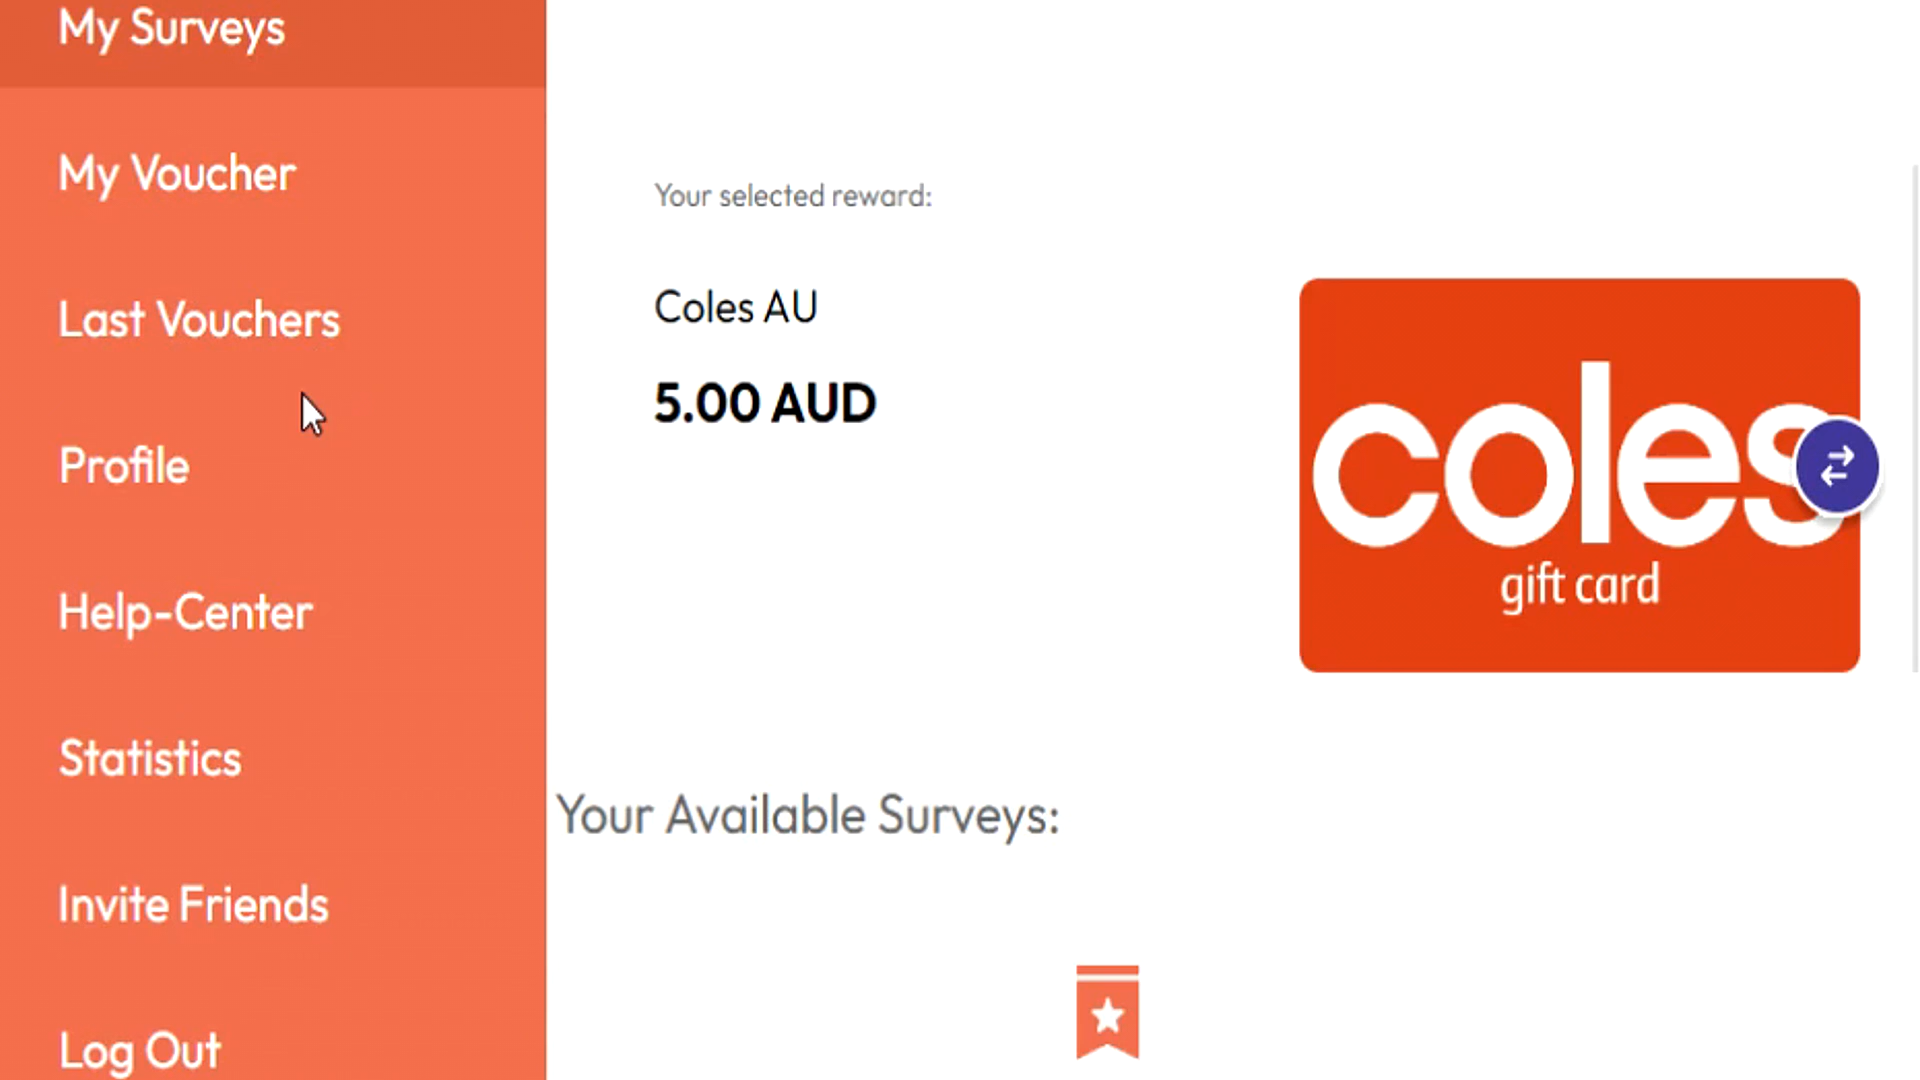 My Surveys
My Voucher
Last Vouchers
Profile
Help-Center
Statistics
Invite Friends
Log Out
Your selected reward:
Coles AU
5.00 AUD
coles
gift card
Your Available Surveys: